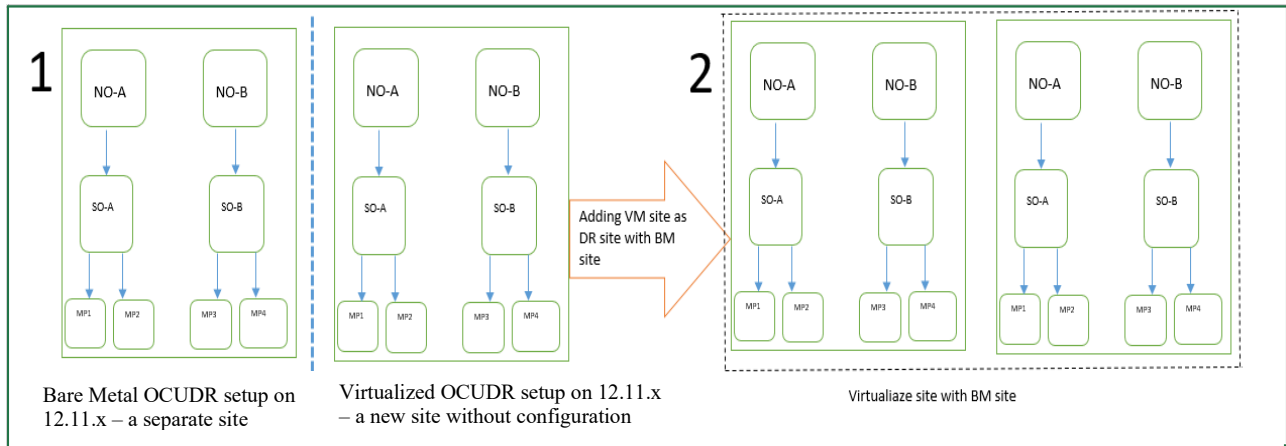 1
NO-A
NO-B
SO-A
SO-B
MP1
MP2
MP3
MP4
Bare Metal OCUDR setup on
12.11.x – a separate site
NO-A
NO-B
SO-A
SO-B
MP1
MP2
MP3
MP4
Virtualized OCUDR setup on 12.11.x
– a new site without configuration
Adding VM site as
DR site with BM
site
2
NO-A
NO-B
SO-A
SO-B
MP1
MP2
MP3
MP4
NO-A
NO-B
SO-A
SO-B
MP1
MP2
MP3
MP4
Virtualiaze site with BM site